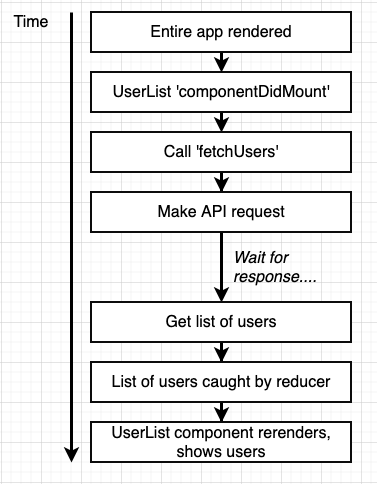 Time
Entire app rendered
UserList 'componentDidMount'
Call 'fetchUsers'
Make API request
Wait for
response....
Get list of users
List of users caught by reducer
UserList component rerenders,
shows users